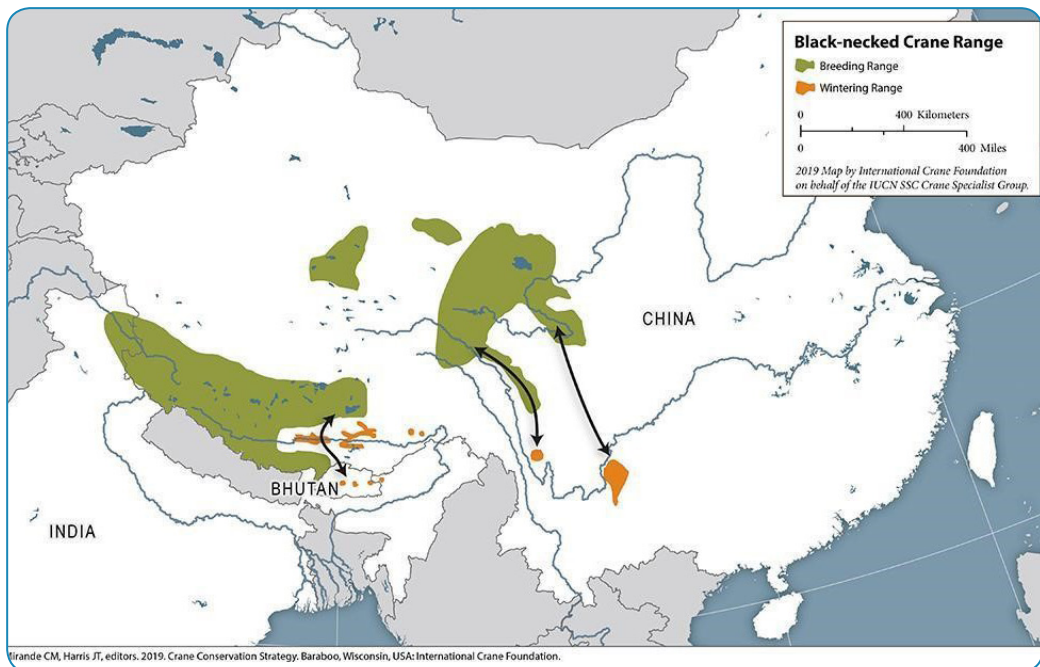 Black-necked Crane Range
Breeding Range
Wintering Range
0 400 Kilometers
0 400 Miles
2019 Map by International Crane Foundation
on behalf of the IUCN SSC Crane Specialist Group.
CHINA
BHUTAN
INDIA
irande CM, Harris JT, editors. 2019. Crane Conservation Strategy. Baraboo, Wisconsin, USA: International Crane Foundation.